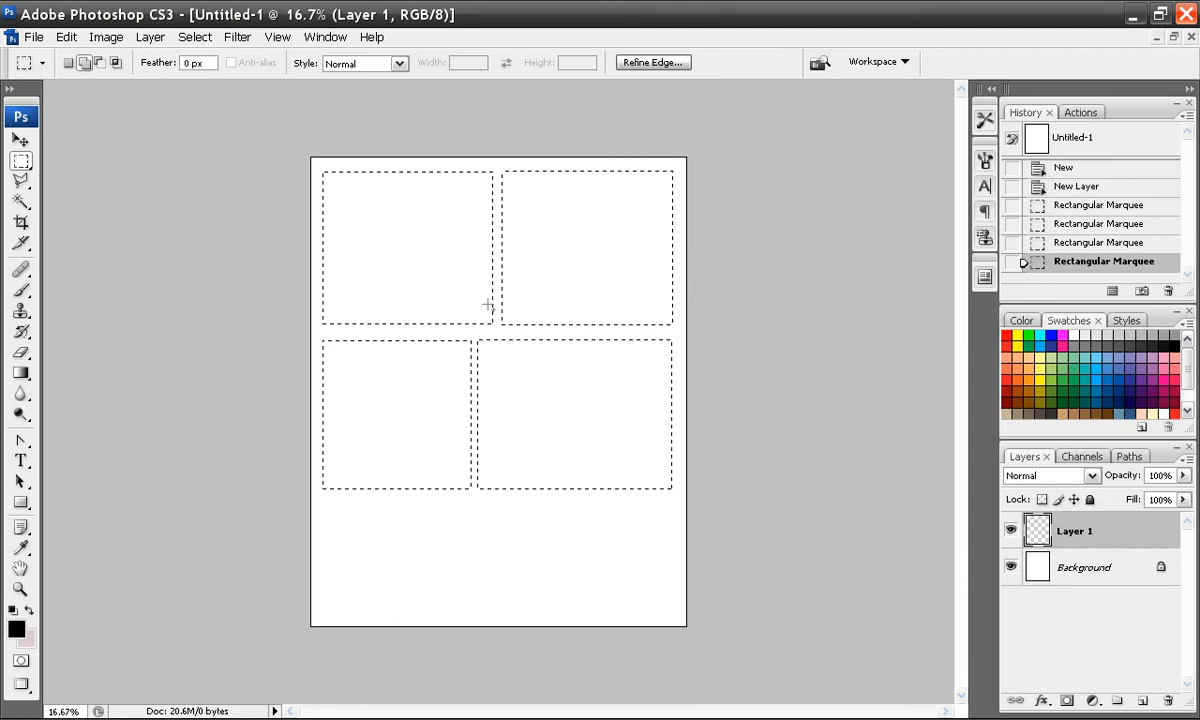 Adobe Photoshop CS3 - [Untitled-1 @ 16.7% (Layer 1, RGB/8)]
File Edit Image Layer Select Filter View Window Help
Feather: 0 px Anti-alias Style: Normal Width: Height: Refine Edge... Workspace
Ps
History Actions
Untitled-1
New
New Layer
Rectangular Marquee
Rectangular Marquee
Rectangular Marquee
Rectangular Marquee
Color Swatches Styles
Layers Channels Paths
Normal Opacity: 100%
Lock: Fill: 100%
Layer 1
Background
16.67% Doc: 20.6M/0 bytes